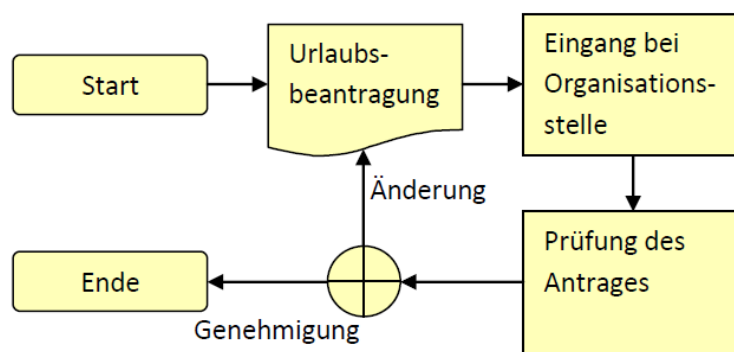 Start
Urlaubs-
beantragung
Eingang bei
Organisations-
stelle
Änderung
Prüfung des
Antrages
Ende
Genehmigung